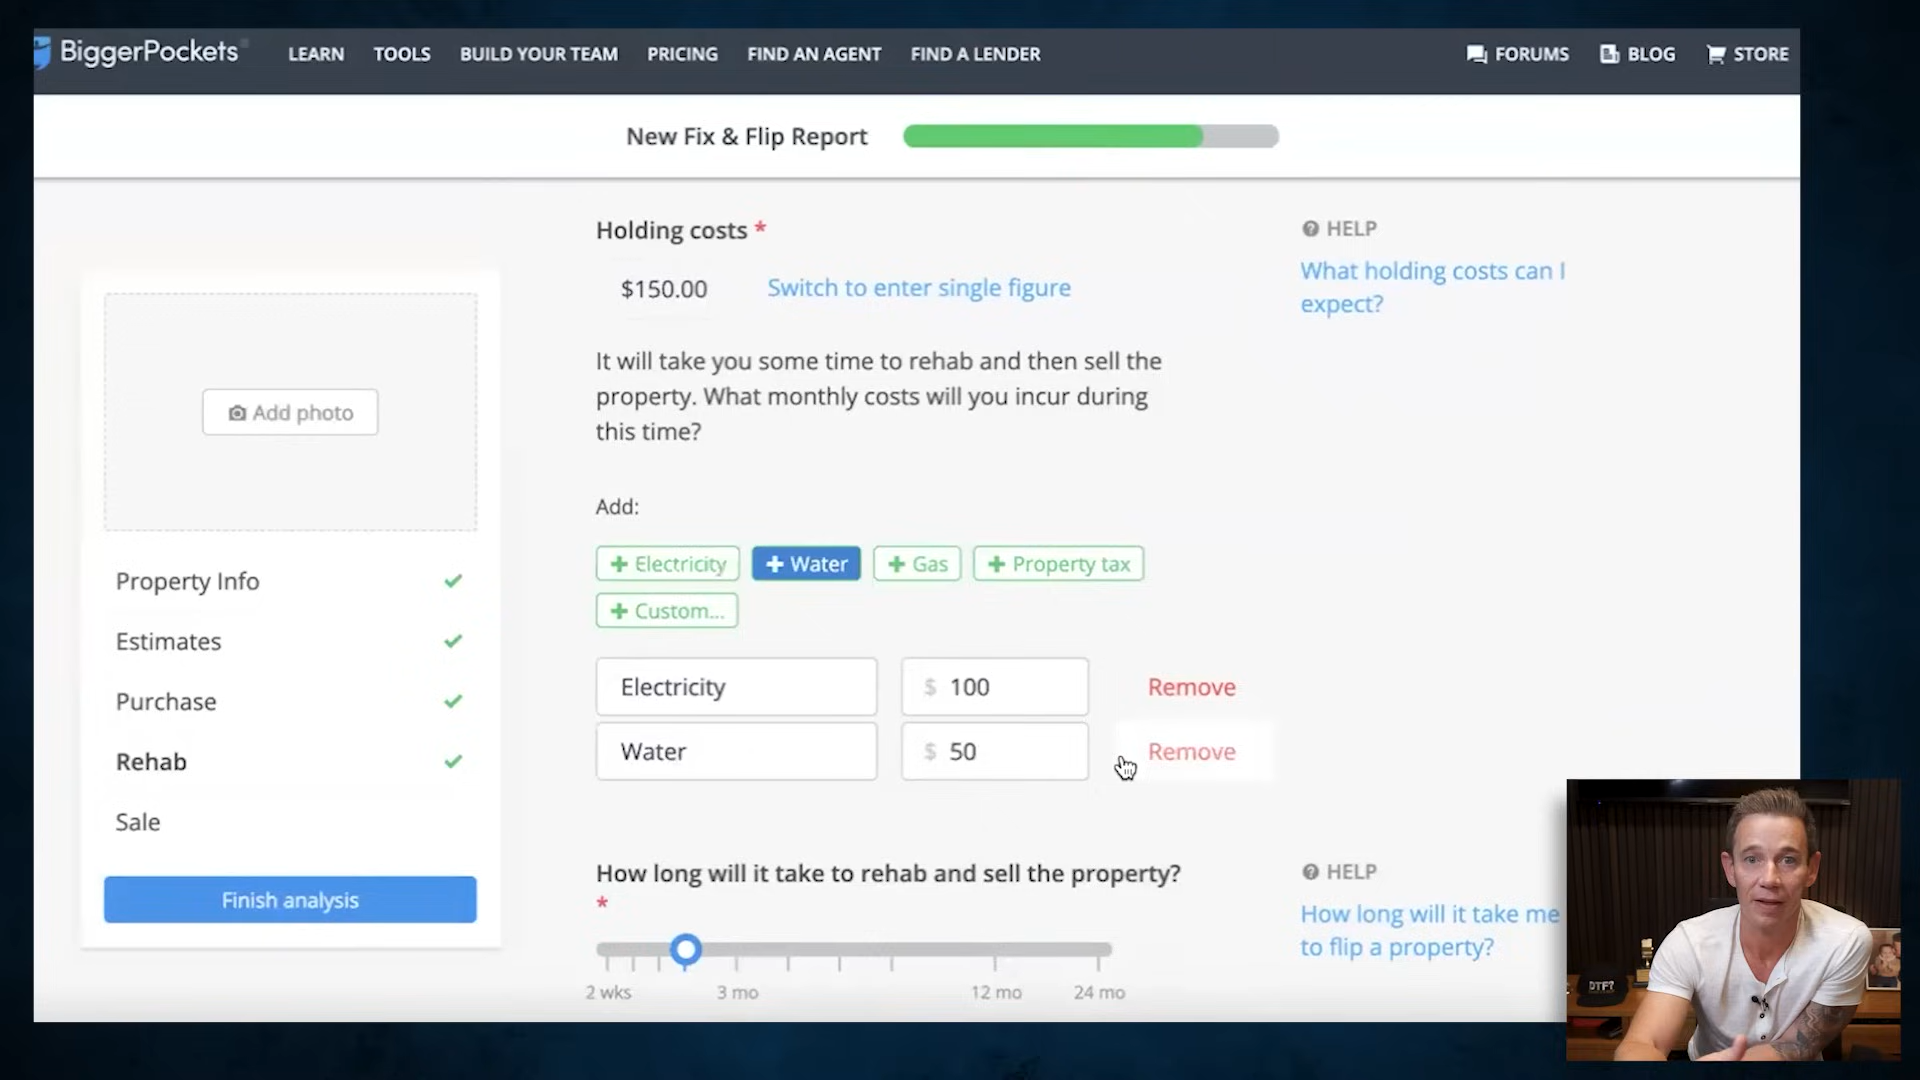 BiggerPockets
LEARN TOOLS BUILD YOUR TEAM PRICING FIND AN AGENT FIND A LENDER FORUMS BLOG STORE
New Fix & Flip Report
Holding costs *
$150.00 Switch to enter single figure
It will take you some time to rehab and then sell the
property. What monthly costs will you incur during
this time?
Add:
+ Electricity + Water + Gas + Property tax
+ Custom...
Electricity $ 100 Remove
Water $ 50 Remove
How long will it take to rehab and sell the property?
*
2 wks 3 mo 12 mo 24 mo
HELP
What holding costs can I
expect?
HELP
How long will it take me
to flip a property?
Add photo
Property Info
Estimates
Purchase
Rehab
Sale
Finish analysis
DTF?